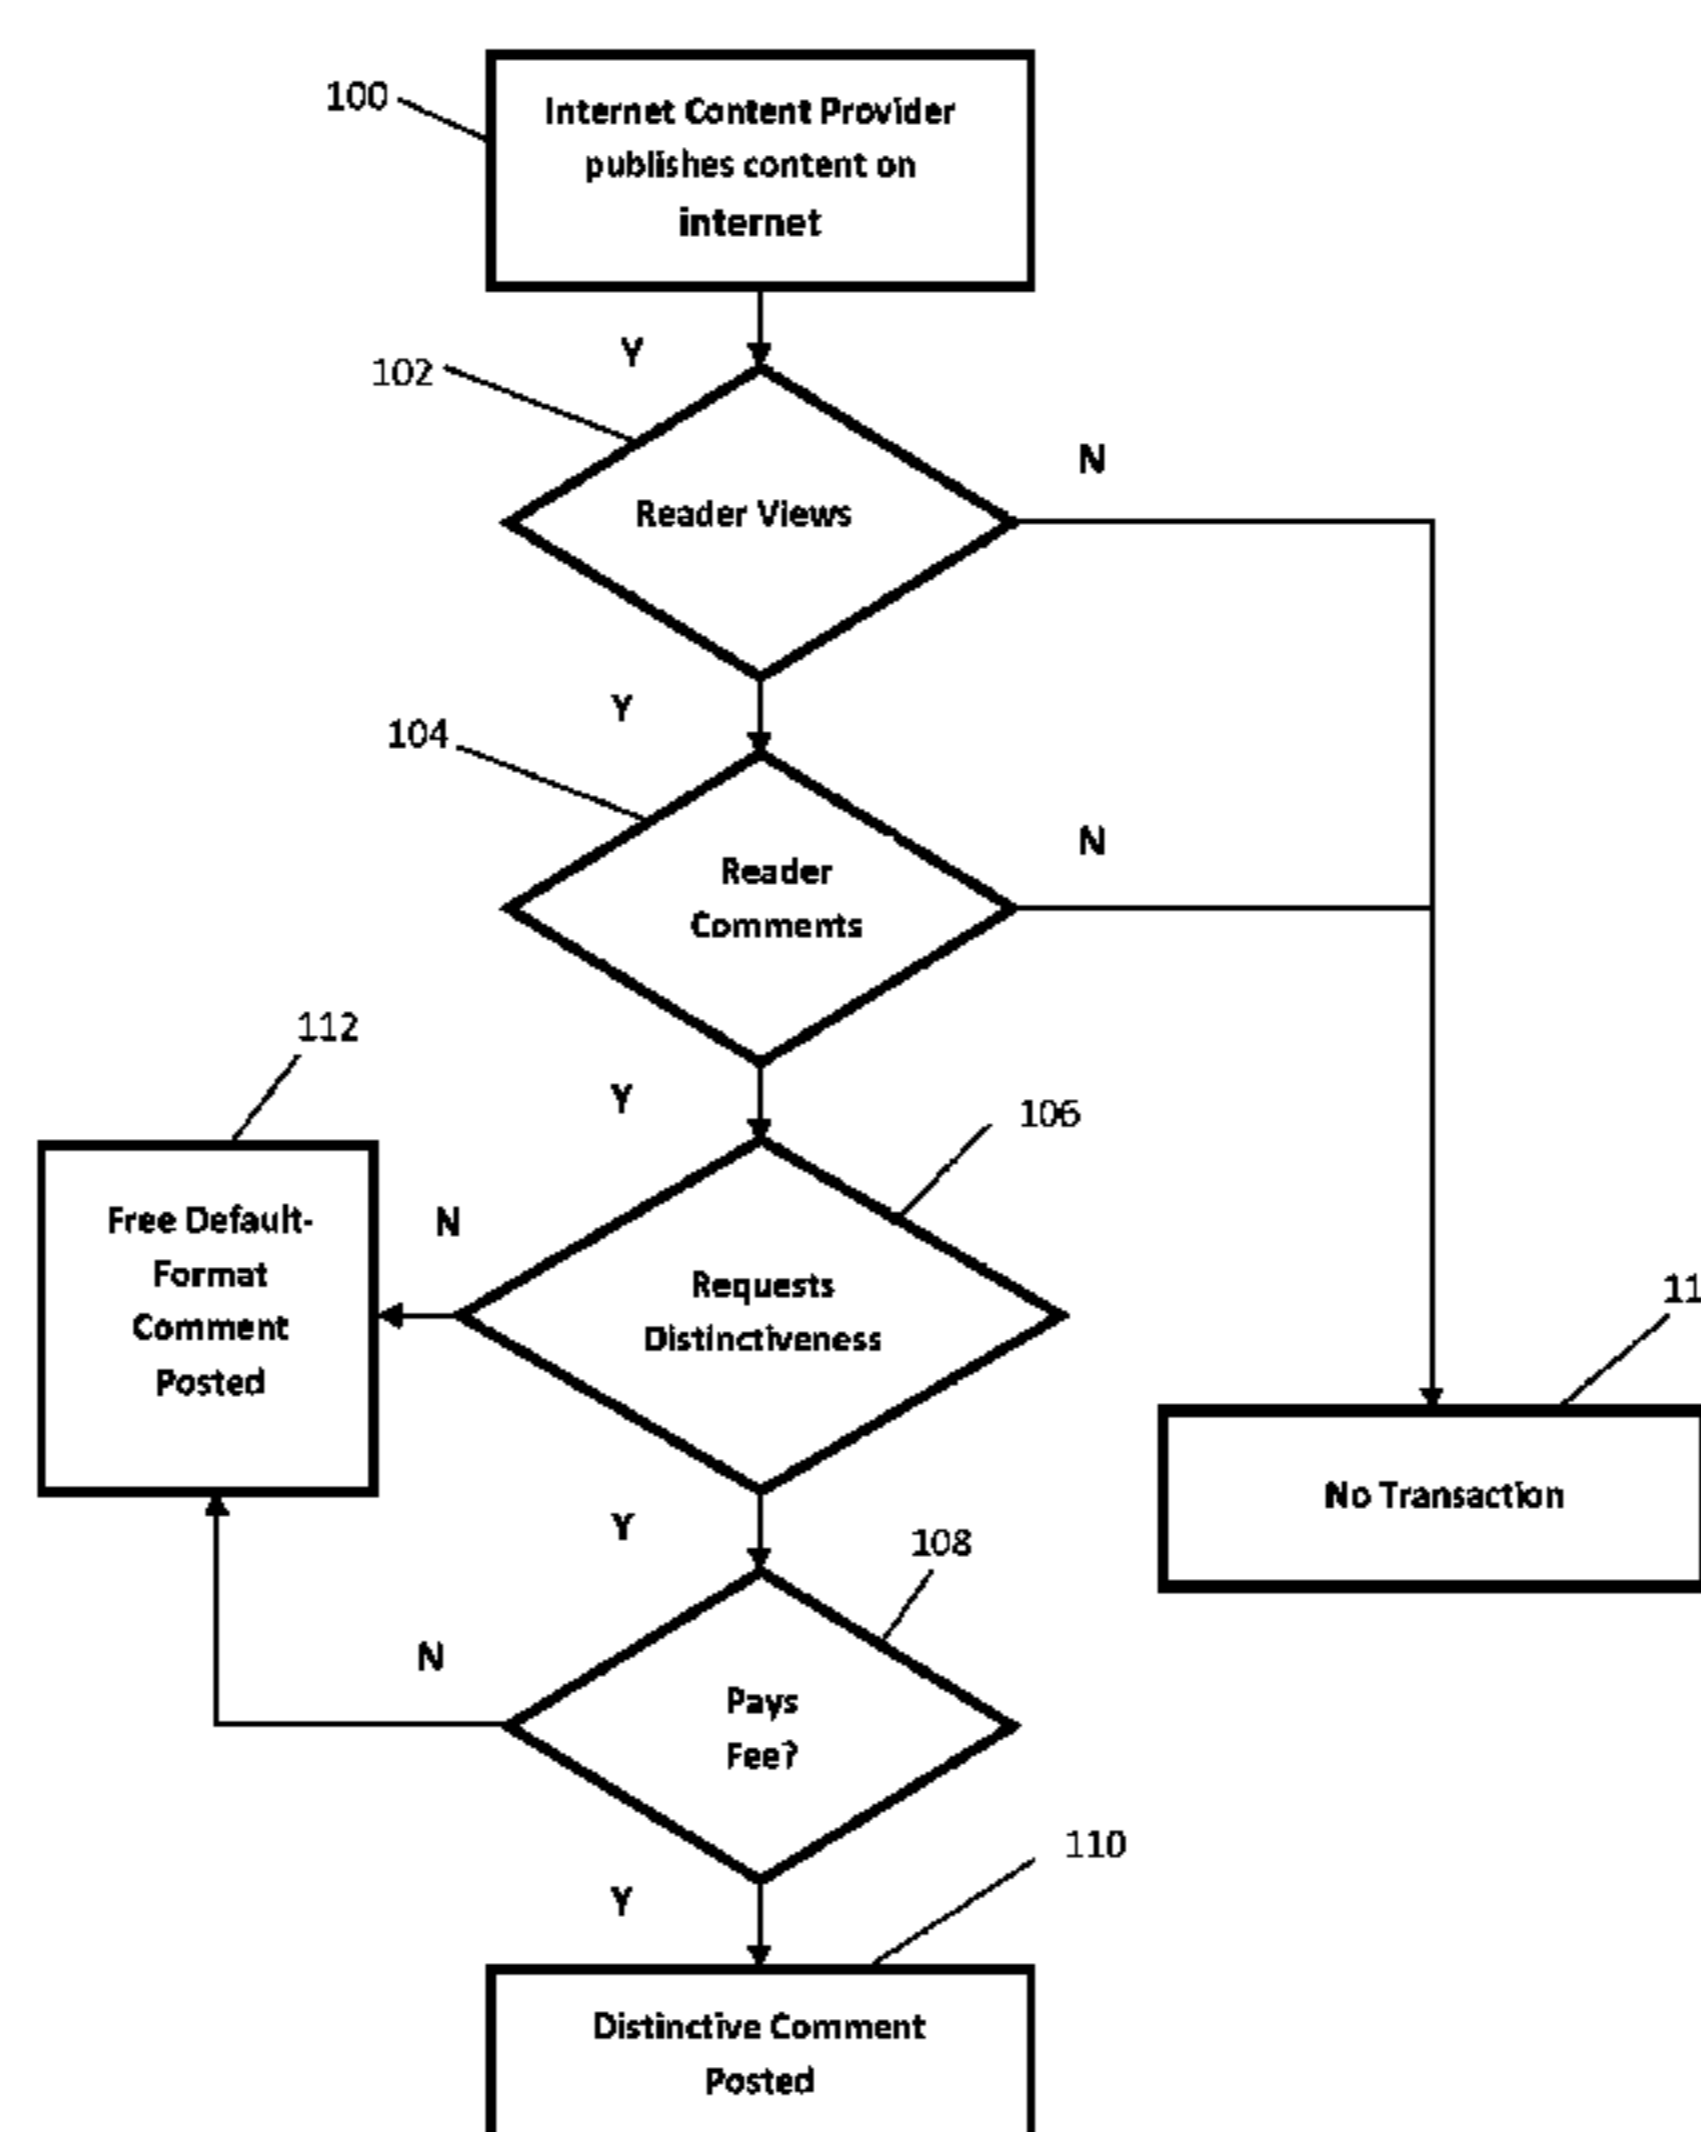 100
Internet Content Provider
publishes content on
internet
Y
102
N
Reader Views
Y
104
N
Reader
Comments
112
Y
106
Free Default-
Format
Comment
Posted
N
Requests
Distinctiveness
11
No Transaction
Y
108
N
Pays
Fee?
110
Y
Distinctive Comment
Posted